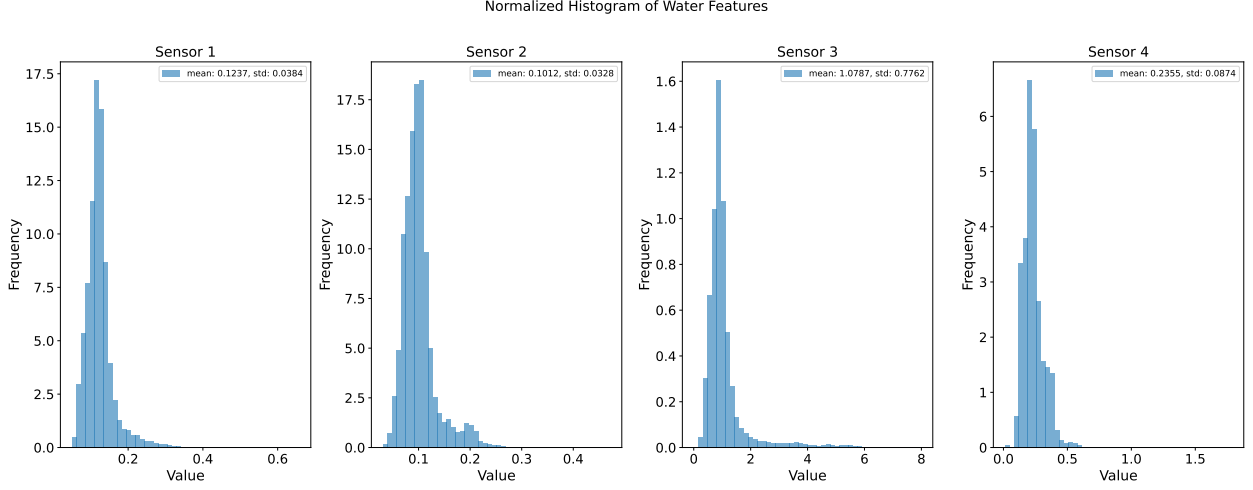 Normalized Histogram of Water Features
Sensor 1
Sensor 2
Sensor 3
Sensor 4
mean: 0.1237, std: 0.0384
mean: 0.1012, std: 0.0328
mean: 1.0787, std: 0.7762
mean: 0.2355, std: 0.0874
Frequency
17.5
15.0
12.5
10.0
7.5
5.0
2.5
0.0
0.2
0.4
0.6
Value
Frequency
17.5
15.0
12.5
10.0
7.5
5.0
2.5
0.0
0.1
0.2
0.3
0.4
Value
Frequency
1.6
1.4
1.2
1.0
0.8
0.6
0.4
0.2
0.0
0
2
4
6
8
Value
Frequency
6
5
4
3
2
1
0
0.0
0.5
1.0
1.5
Value